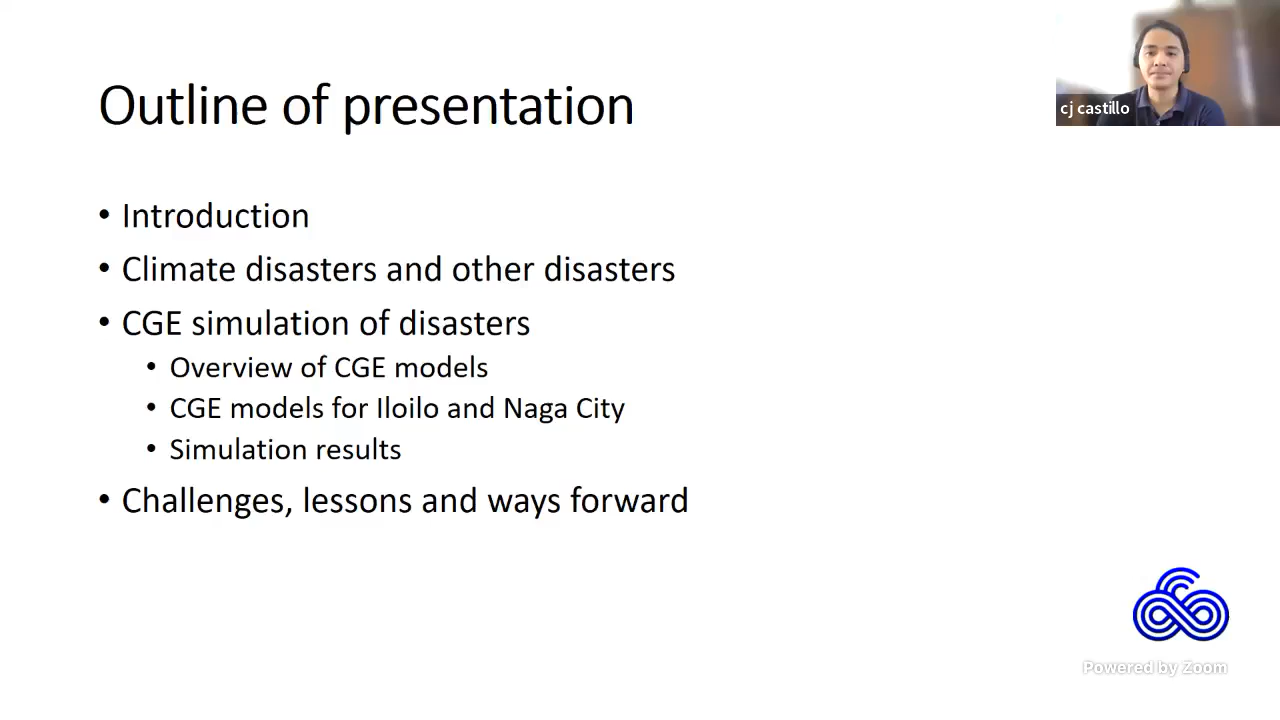 Outline of presentation
cj castillo
• Introduction
• Climate disasters and other disasters
• CGE simulation of disasters
• Overview of CGE models
• CGE models for Iloilo and Naga City
• Simulation results
• Challenges, lessons and ways forward
Powered by Zoom